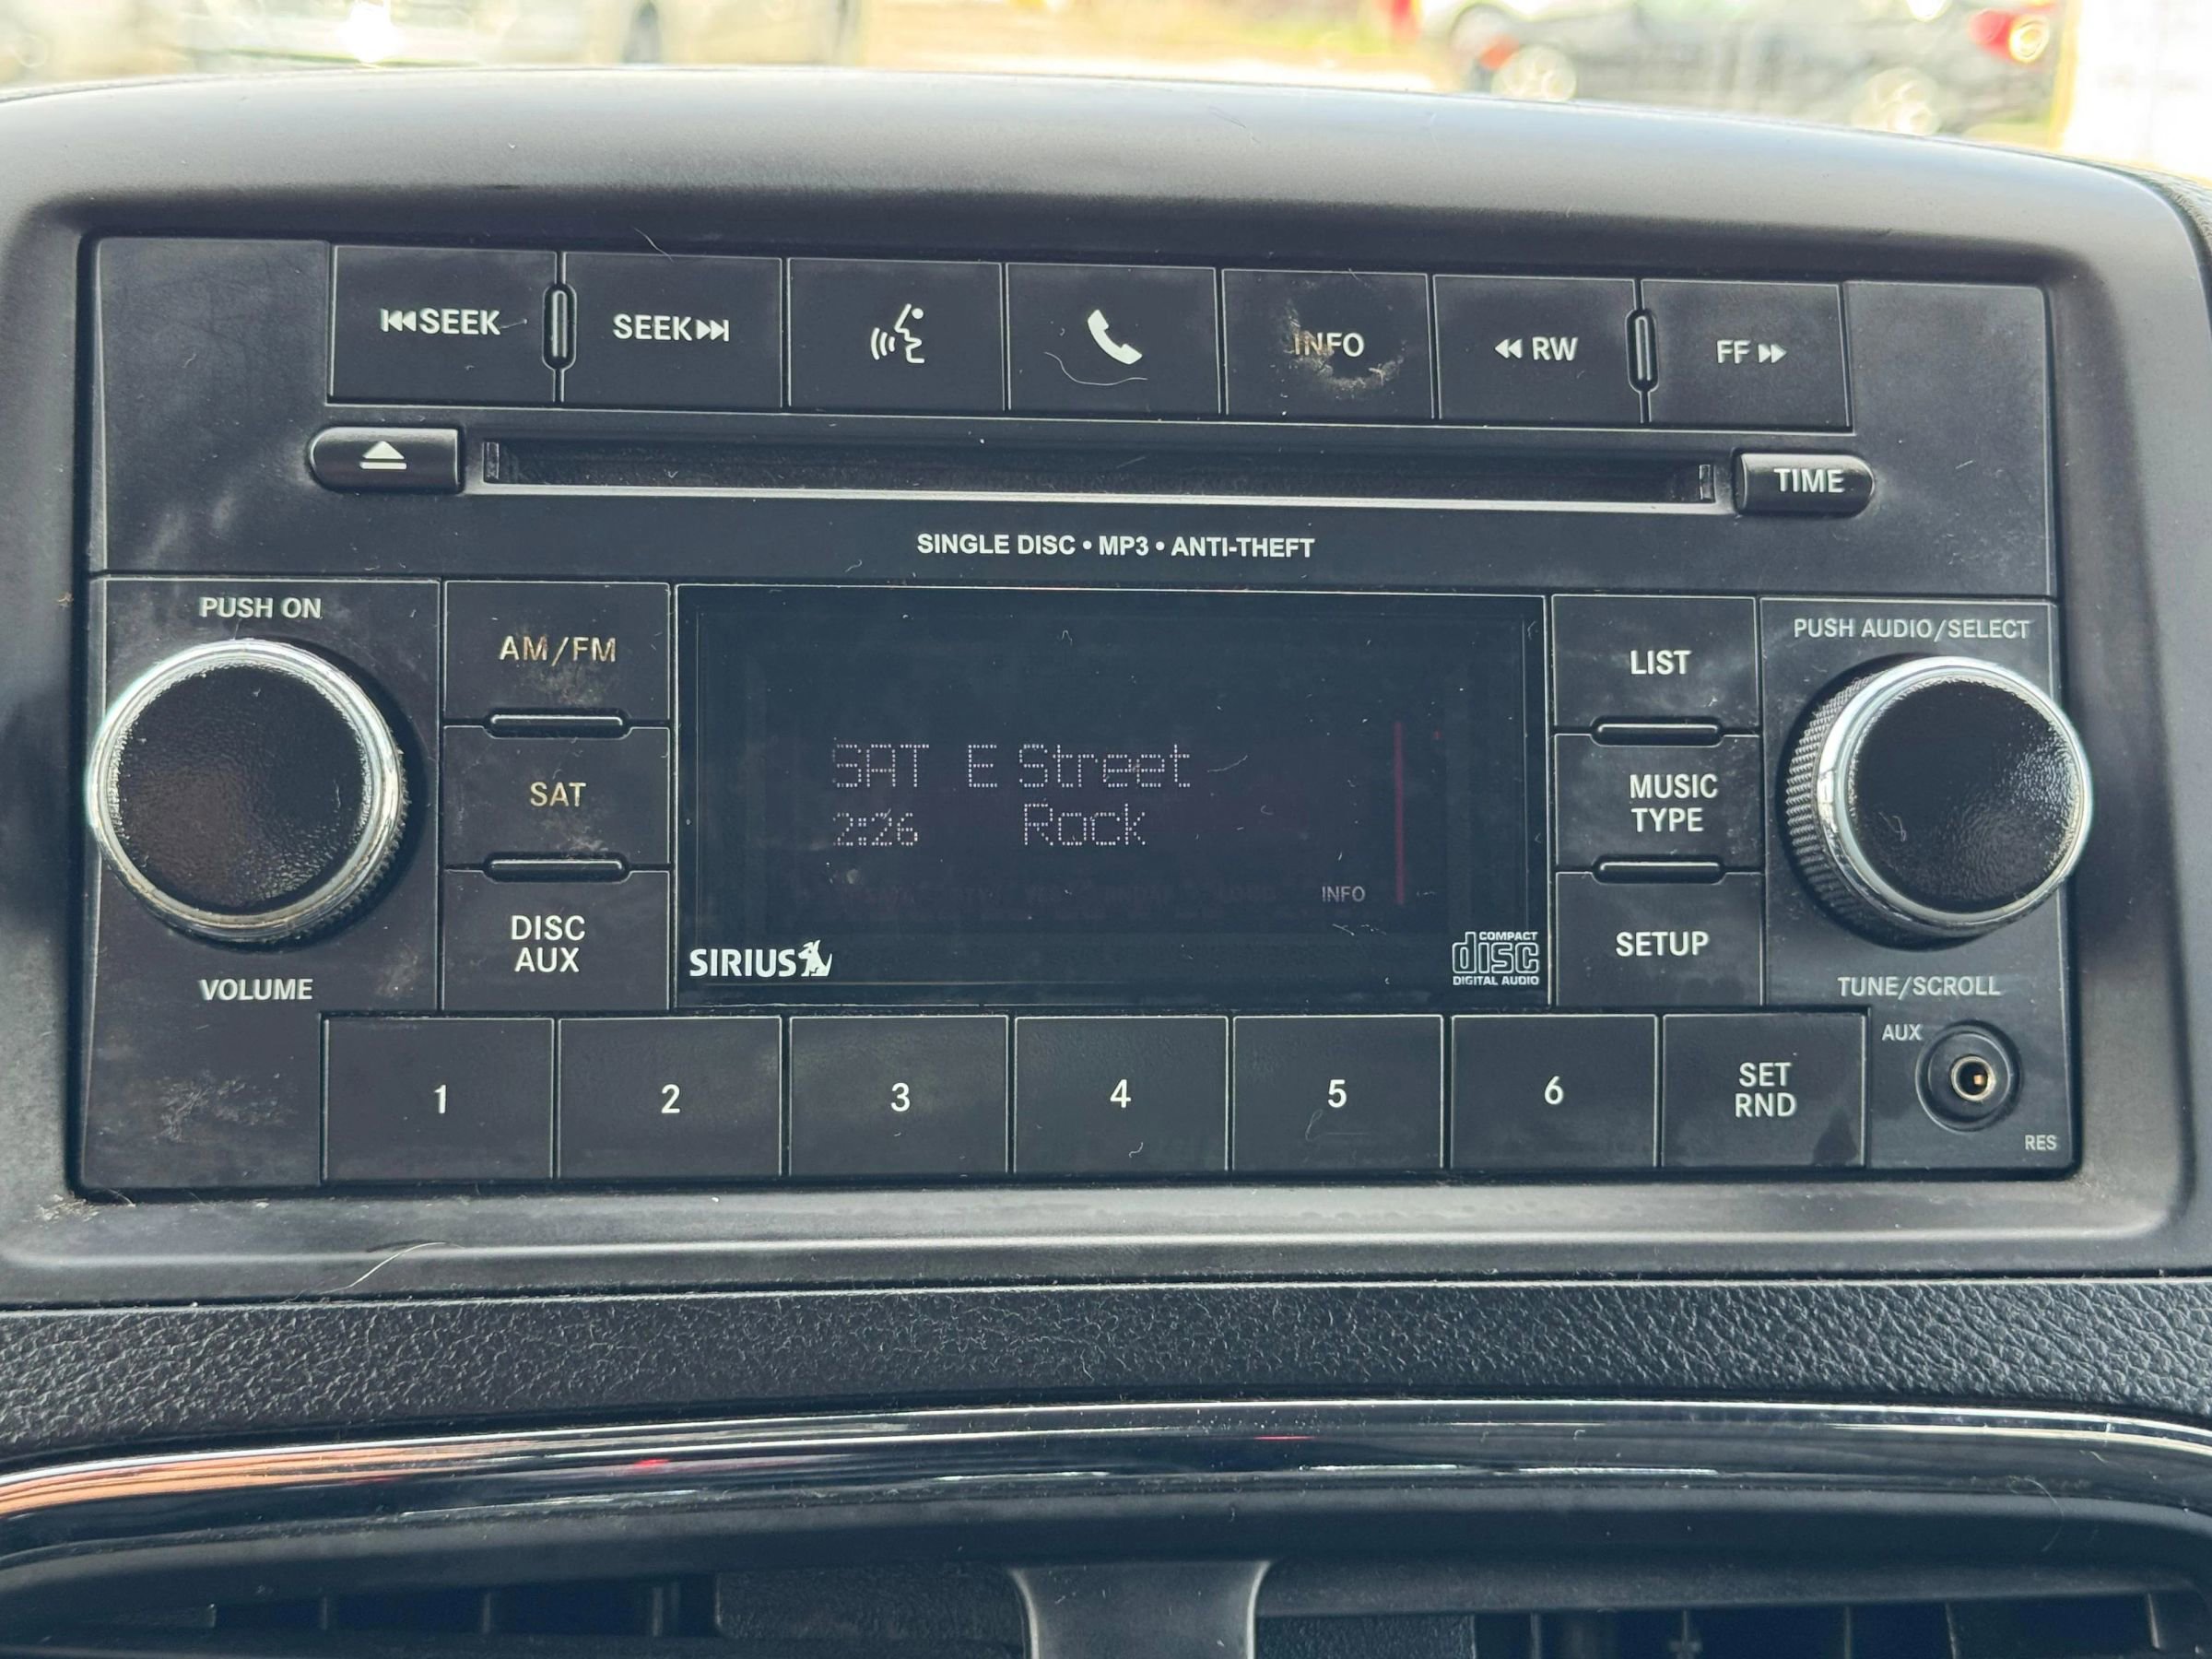 SEEK
SEEK
INFO
RW
FF
TIME
SINGLE DISC • MP3 • ANTI-THEFT
PUSH ON
VOLUME
AM/FM
SAT
DISC
AUX
SAT E Street
2:26 Rock
INFO
SIRIUS
COMPACT
disc
DIGITAL AUDIO
LIST
MUSIC
TYPE
SETUP
PUSH AUDIO/SELECT
TUNE/SCROLL
1
2
3
4
5
6
SET
RND
AUX
RES